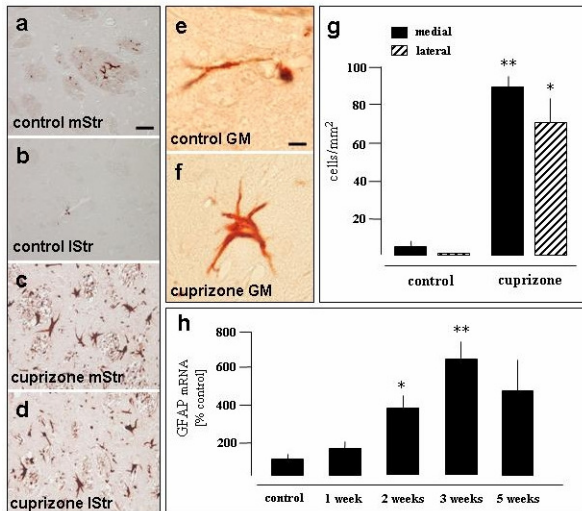 a
control mStr
b
control lStr
c
cuprizone mStr
d
cuprizone lStr
e
control GM
f
cuprizone GM
g
medial
lateral
**
*
100
80
60
40
20
cells/mm²
control cuprizone
h
800
600
400
200
GFAP mRNA
[% control]
*
**
control 1 week 2 weeks 3 weeks 5 weeks